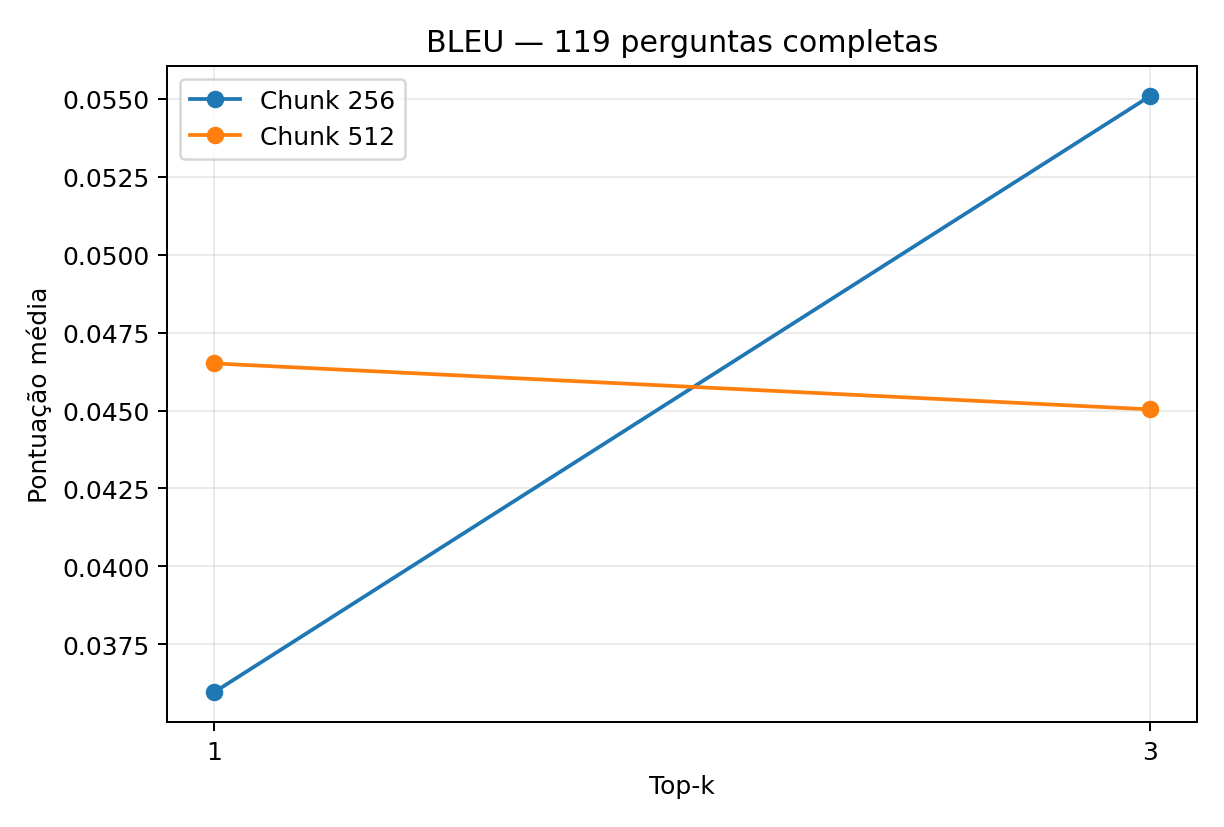 BLEU — 119 perguntas completas
Chunk 256
Chunk 512
Pontuação média
0.0550
0.0525
0.0500
0.0475
0.0450
0.0425
0.0400
0.0375
1
3
Top-k